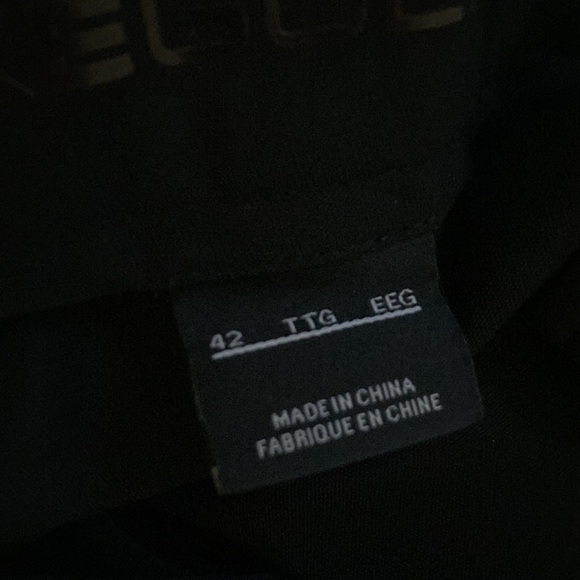 42 TTG EEG
MADE IN CHINA
FABRIQUE EN CHINE